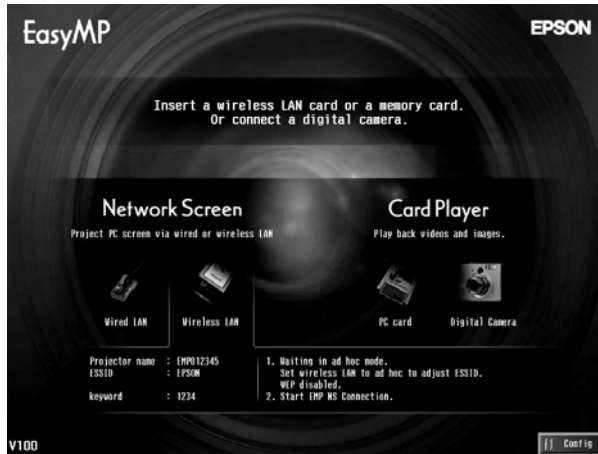 EasyMP
EPSON
Insert a wireless LAN card or a memory card.
Or connect a digital camera.
Network Screen
Project PC screen via wired or wireless LAN
Wired LAN
Wireless LAN
Card Player
Play back videos and images.
PC card
Digital Camera
Projector name : EMP012345
ESSID : EPSON
keyword : 1234
1. Waiting in ad hoc mode.
Set wireless LAN to ad hoc to adjust ESSID.
WEP disabled.
2. Start EMP NS Connection.
V100
Config